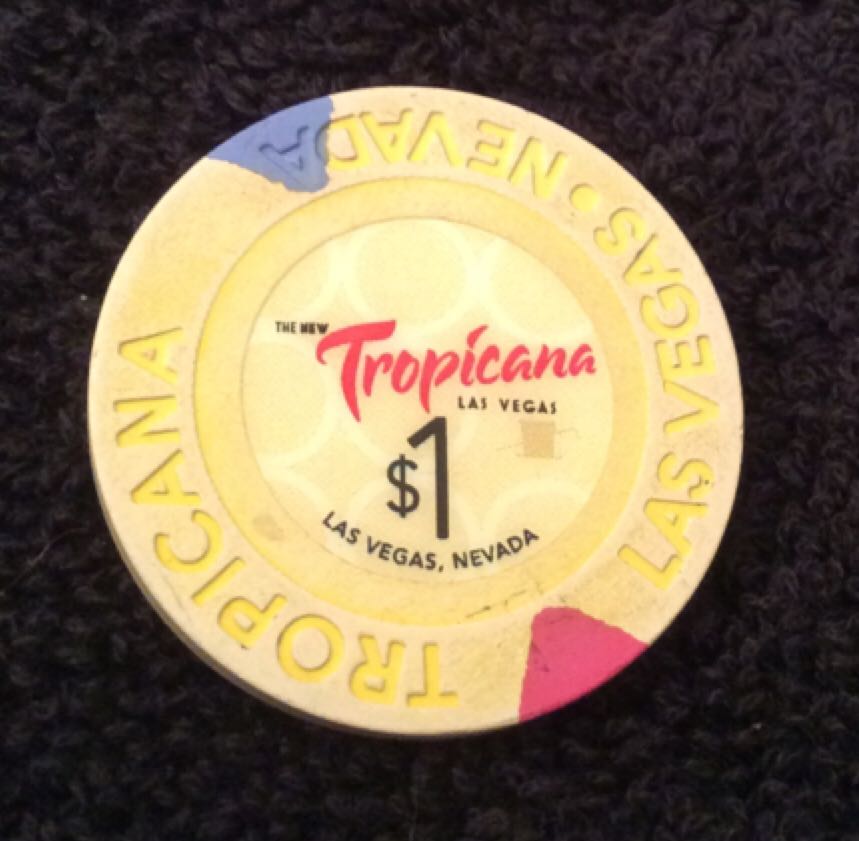 THE NEW
Tropicana
LAS VEGAS
$1
LAS VEGAS, NEVADA
TROPICANA
LAS VEGAS • NEVADA